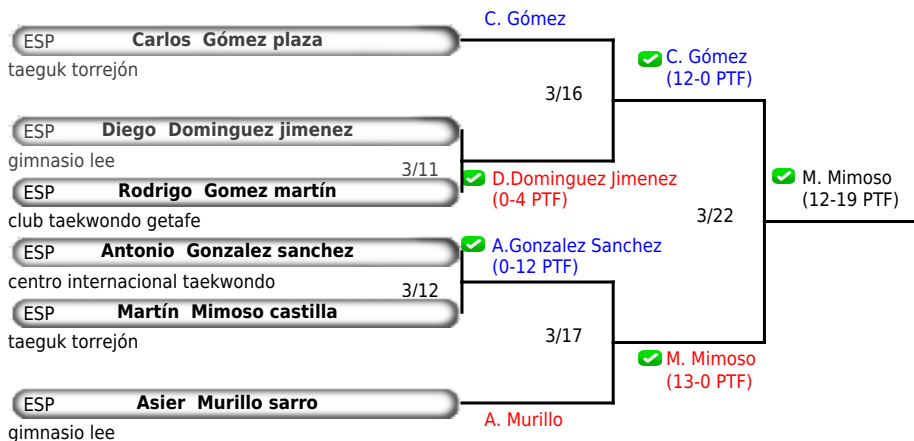 C. Gómez
ESP Carlos Gómez plaza
taeguk torrejón
C. Gómez
(12-0 PTF)
3/16
ESP Diego Dominguez jimenez
gimnasio lee
3/11
D.Dominguez Jimenez
(0-4 PTF)
ESP Rodrigo Gomez martín
club taekwondo getafe
M. Mimoso
(12-19 PTF)
3/22
ESP Antonio Gonzalez sanchez
centro internacional taekwondo
A.Gonzalez Sanchez
(0-12 PTF)
3/12
ESP Martín Mimoso castilla
taeguk torrejón
3/17
M. Mimoso
(13-0 PTF)
ESP Asier Murillo sarro
gimnasio lee
A. Murillo